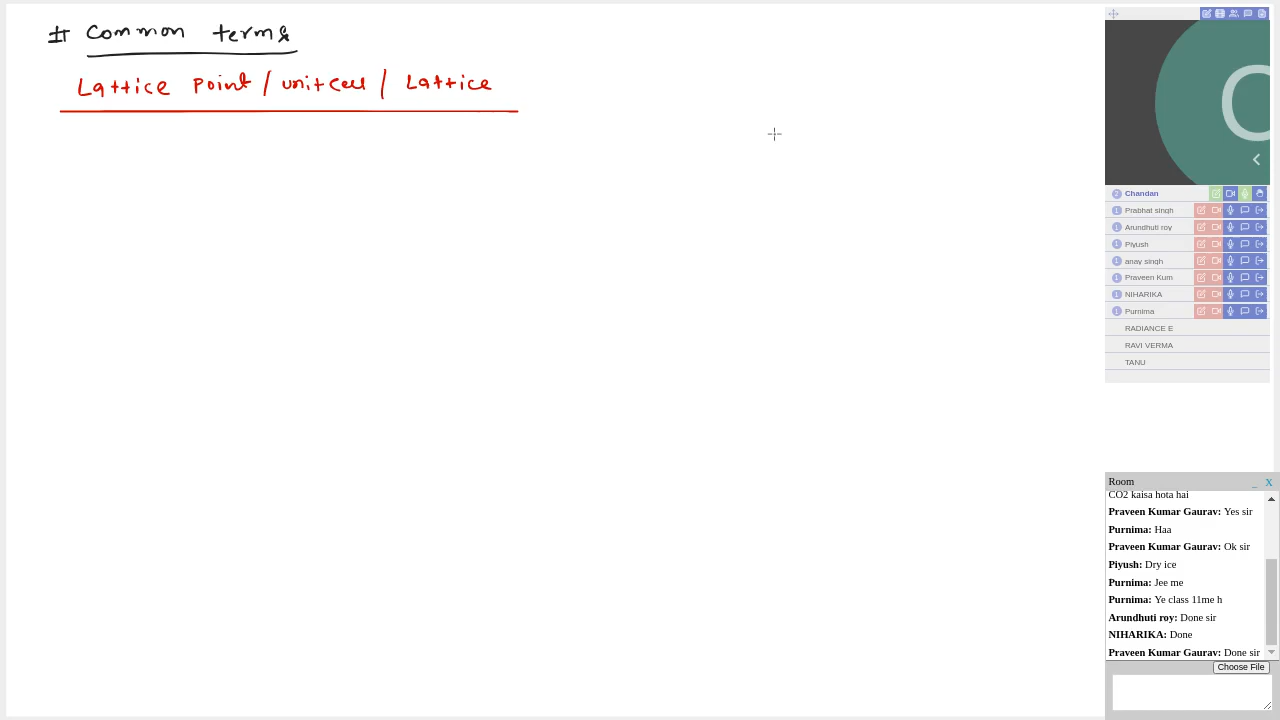 # Common terms
Lattice Point / unit cell / Lattice
C
Chandan
Prabhat singh
Arundhuti roy
Piyush
anay singh
Praveen Kum
NIHARIKA
Purnima
RADIANCE E
RAVI VERMA
TANU
Room
_ X
CO2 kaisa hota hai
Praveen Kumar Gaurav: Yes sir
Purnima: Haa
Praveen Kumar Gaurav: Ok sir
Piyush: Dry ice
Purnima: Jee me
Purnima: Ye class 11me h
Arundhuti roy: Done sir
NIHARIKA: Done
Praveen Kumar Gaurav: Done sir
Choose File